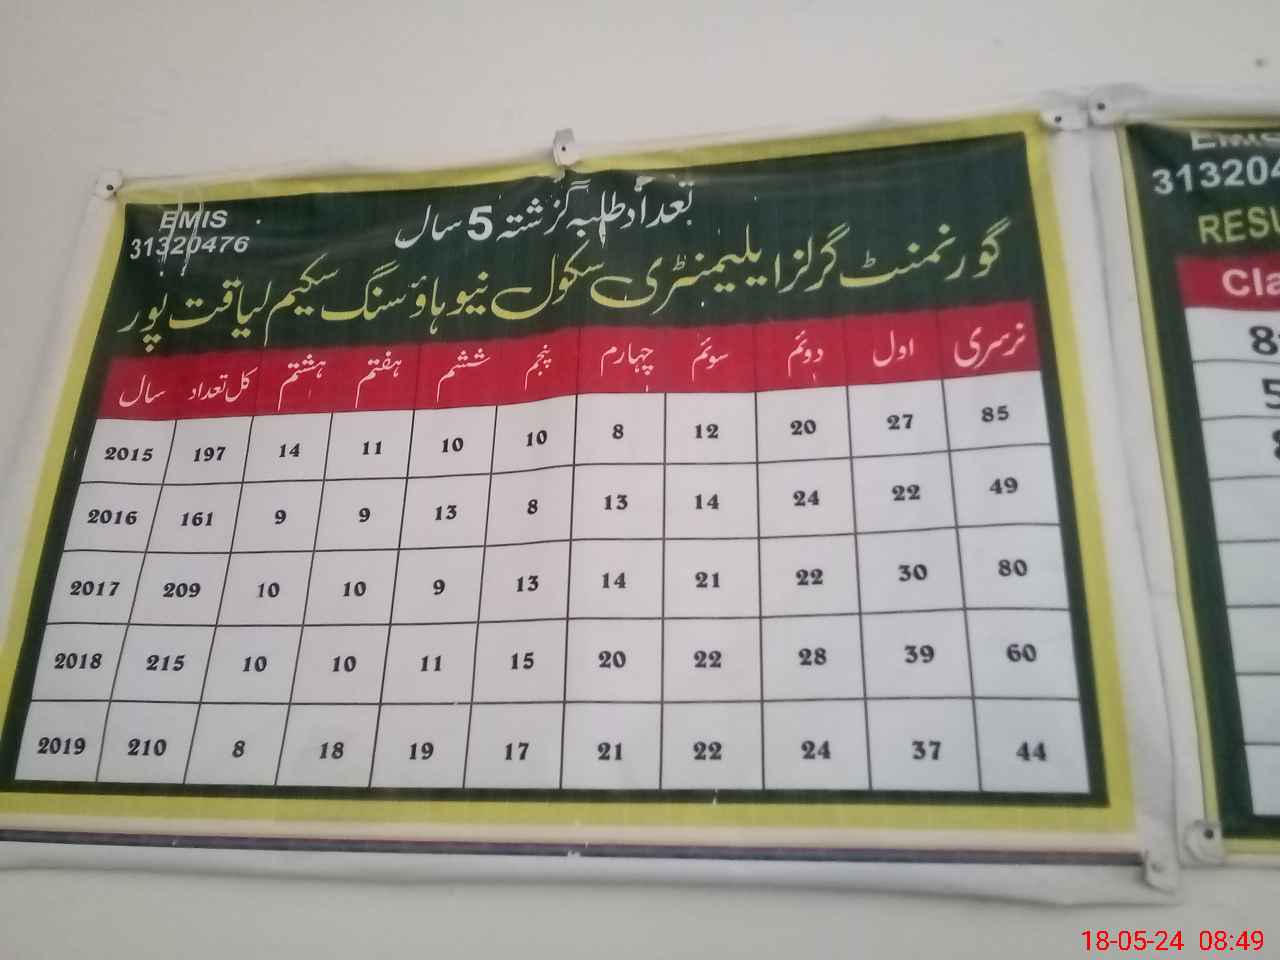 تعداد طلبہ گزشتہ 5 سال
EMIS
31320476
گورنمنٹ گرلز ایلیمنٹری سکول نیو ہاؤسنگ سکیم لیاقت پور
نرسری اول دوئم سوئم چہارم پنجم ششم ہفتم ہشتم کل تعداد سال
85 27 20 12 8 10 10 11 14 197 2015
49 22 24 14 13 8 13 9 9 161 2016
80 30 22 21 14 13 9 10 10 209 2017
60 39 28 22 20 15 11 10 10 215 2018
44 37 24 22 21 17 19 18 8 210 2019
EMIS
18-05-24 08:49